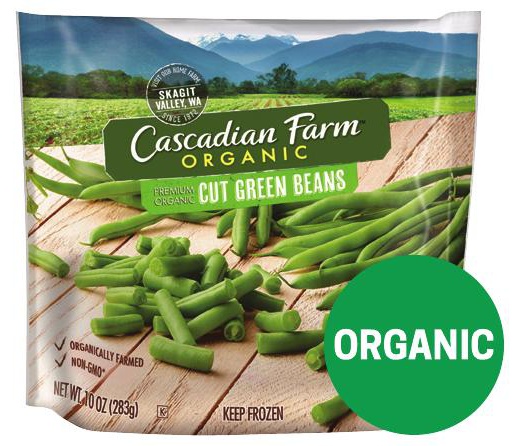 VISIT OUR HOME FARM
SKAGIT
VALLEY, WA
SINCE 1972
Cascadian Farm™
ORGANIC
PREMIUM
ORGANIC
CUT GREEN BEANS
ORGANIC
✓ ORGANICALLY FARMED
✓ NON-GMO*
NET WT. 10 OZ (283g)
K
KEEP FROZEN